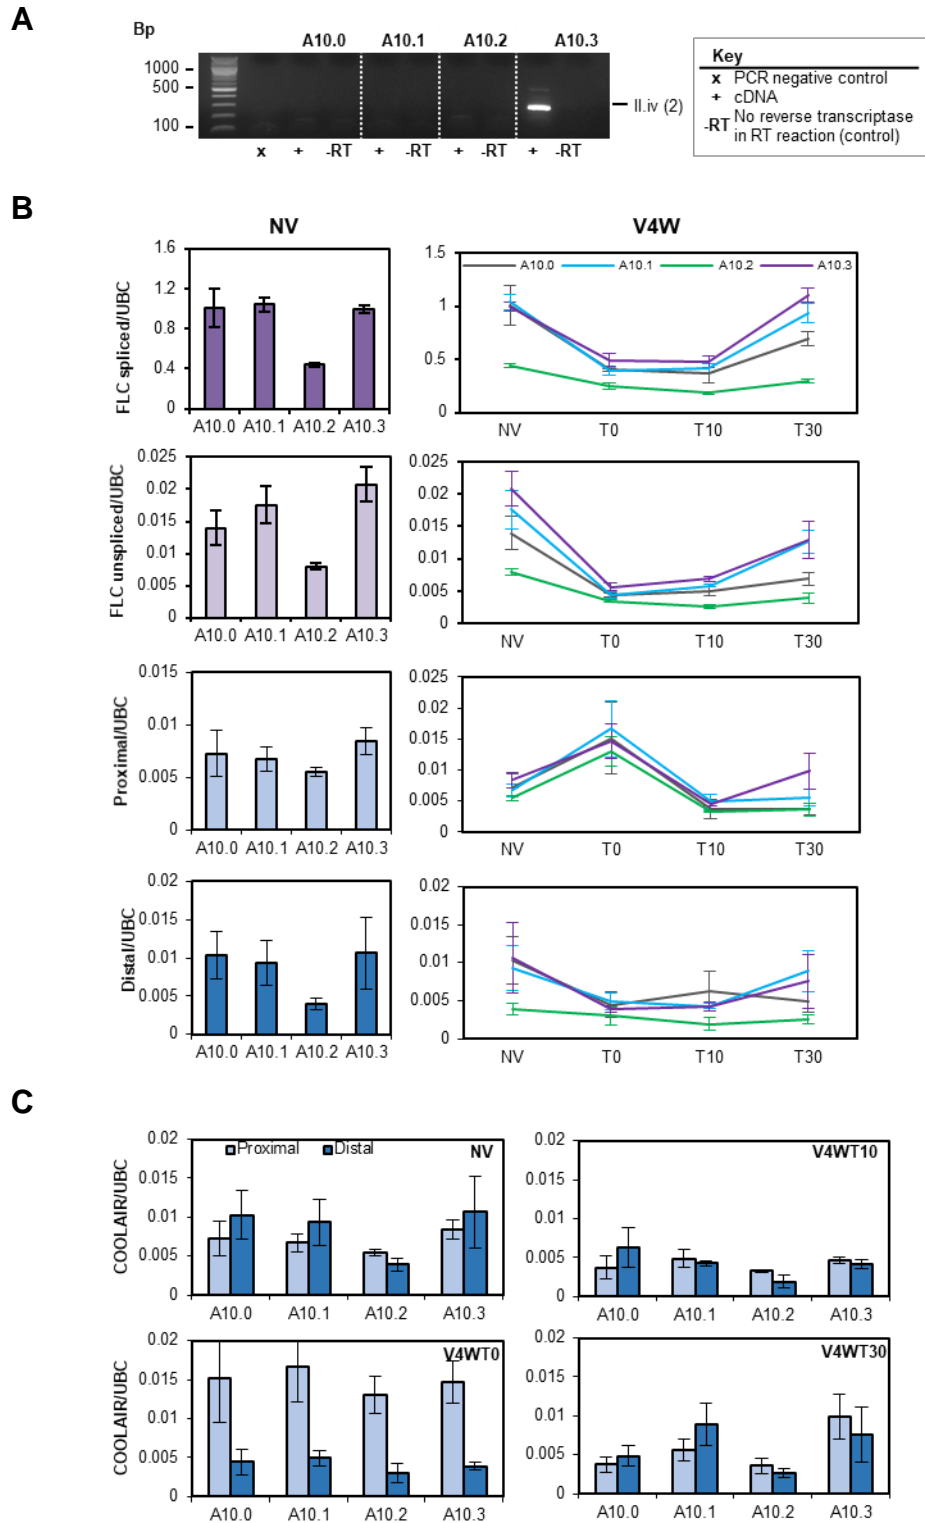 A
Bp
A10.0 A10.1 A10.2 A10.3
1000
500
100
II.iv (2)
x + -RT + -RT + -RT + -RT
Key
x PCR negative control
+ cDNA
-RT No reverse transcriptase
in RT reaction (control)
B
NV
V4W
FLC spliced/UBC
1.6
1.2
0.8
0.4
0
A10.0 A10.1 A10.2 A10.3
1.5
1
0.5
0
A10.0 A10.1 A10.2 A10.3
NV T0 T10 T30
FLC unspliced/UBC
0.025
0.02
0.015
0.01
0.005
0
A10.0 A10.1 A10.2 A10.3
0.025
0.02
0.015
0.01
0.005
0
NV T0 T10 T30
Proximal/UBC
0.015
0.01
0.005
0
A10.0 A10.1 A10.2 A10.3
0.025
0.02
0.015
0.01
0.005
0
NV T0 T10 T30
Distal/UBC
0.02
0.015
0.01
0.005
0
A10.0 A10.1 A10.2 A10.3
0.02
0.015
0.01
0.005
0
NV T0 T10 T30
C
COOLAIR/UBC
0.02
0.015
0.01
0.005
0
Proximal Distal
NV
A10.0 A10.1 A10.2 A10.3
0.02
0.015
0.01
0.005
0
V4WT10
A10.0 A10.1 A10.2 A10.3
COOLAIR/UBC
0.02
0.015
0.01
0.005
0
V4WT0
A10.0 A10.1 A10.2 A10.3
0.02
0.015
0.01
0.005
0
V4WT30
A10.0 A10.1 A10.2 A10.3